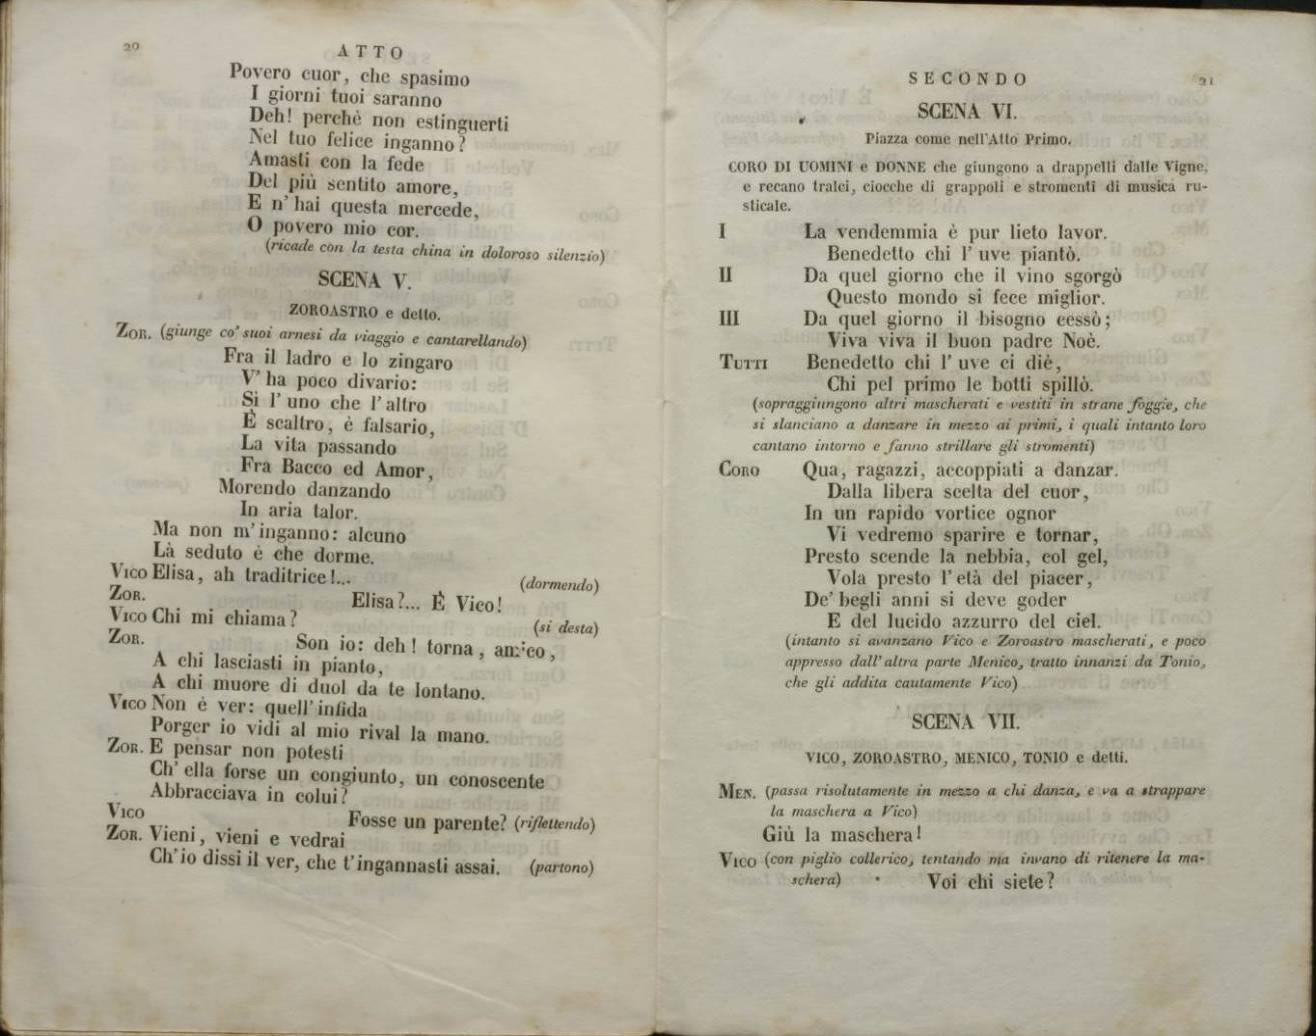 20
ATTO
Povero cuor, che spasimo
I giorni tuoi saranno
Deh! perchè non estinguerti
Nel tuo felice inganno?
Amasti con la fede
Del più sentito amore,
E n' hai questa mercede,
O povero mio cor.
(ricade con la testa china in doloroso silenzio)
SCENA V.
ZOROASTRO e detto.
ZOR. (giunge co' suoi arnesi da viaggio e cantarellando)
Fra il ladro e lo zingaro
V' ha poco divario:
Si l' uno che l' altro
È scaltro, è falsario,
La vita passando
Fra Bacco ed Amor,
Morendo danzando
In aria talor.
Ma non m' inganno: alcuno
Là seduto è che dorme.
VICO Elisa, ah traditrice!... (dormendo)
ZOR. Elisa?... È Vico!
VICO Chi mi chiama? (si desta)
ZOR. Son io: deh! torna, amico,
A chi lasciasti in pianto,
A chi muore di duol da te lontano.
VICO Non è ver: quell' infida
Porger io vidi al mio rival la mano.
ZOR. E pensar non potesti
Ch' ella forse un congiunto, un conoscente
Abbracciava in colui?
VICO Fosse un parente? (riflettendo)
ZOR. Vieni, vieni e vedrai
Ch' io dissi il ver, che t' ingannasti assai. (partono)
SECONDO
21
SCENA VI.
Piazza come nell' Atto Primo.
CORO DI UOMINI e DONNE che giungono a drappelli dalle Vigne,
e recano tralci, ciocche di grappoli e stromenti di musica ru-
sticale.
I La vendemmia è pur lieto lavor.
Benedetto chi l' uve piantò.
II Da quel giorno che il vino sgorgò
Questo mondo si fece miglior.
III Da quel giorno il bisogno cessò;
Viva viva il buon padre Noè.
TUTTI Benedetto chi l' uve ci diè,
Chi pel primo le botti spillò.
(sopraggiungono altri mascherati e vestiti in strane foggie, che
si slanciano a danzare in mezzo ai primi, i quali intanto loro
cantano intorno e fanno strillare gli stromenti)
CORO Qua, ragazzi, accoppiati a danzar.
Dalla libera scelta del cuor,
In un rapido vortice ognor
Vi vedremo sparire e tornar,
Presto scende la nebbia, col gel,
Vola presto l' età del piacer,
De' begli anni si deve goder
E del lucido azzurro del ciel.
(intanto si avanzano Vico e Zoroastro mascherati, e poco
appresso dall' altra parte Menico, tratto innanzi da Tonio,
che gli addita cautamente Vico)
SCENA VII.
VICO, ZOROASTRO, MENICO, TONIO e detti.
MEN. (passa risolutamente in mezzo a chi danza, e va a strappare
la maschera a Vico)
Giù la maschera!
VICO (con piglio collerico, tentando ma invano di ritenere la ma-
schera) Voi chi siete?